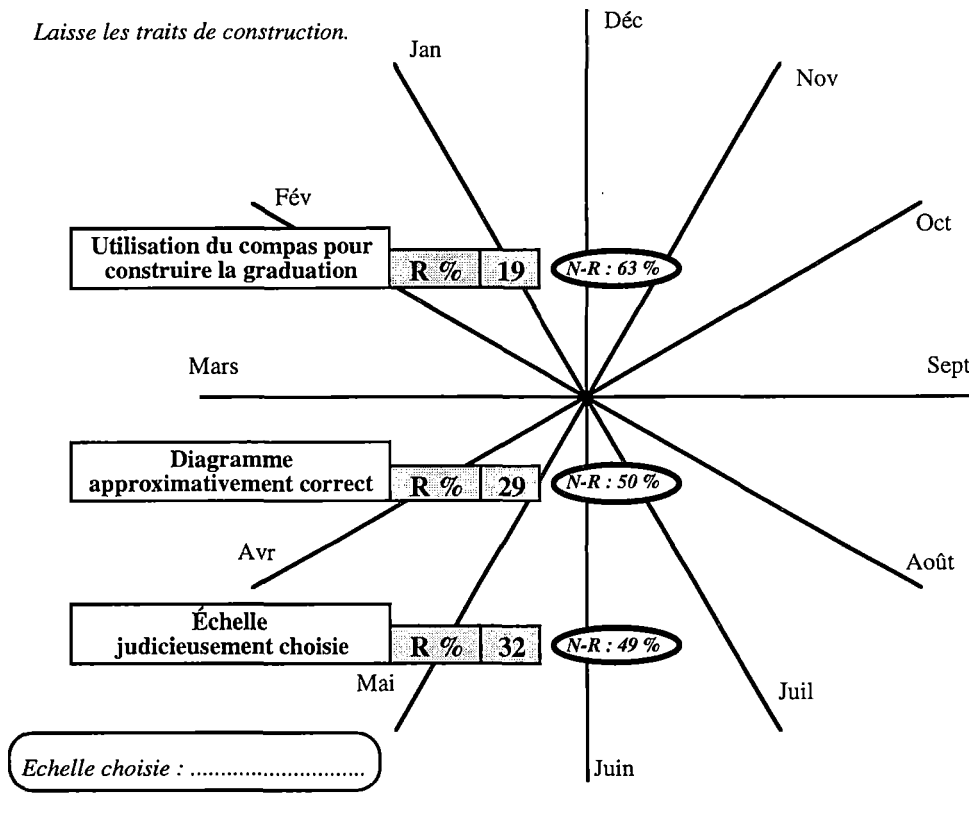 Déc
Laisse les traits de construction.
Jan
Nov
Fév
Oct
Utilisation du compas pour
construire la graduation
R %
19
N-R : 63 %
Mars
Sept
Diagramme
approximativement correct
R %
29
N-R : 50 %
Avr
Août
Échelle
judicieusement choisie
R %
32
N-R : 49 %
Mai
Juil
Echelle choisie : .............................
Juin